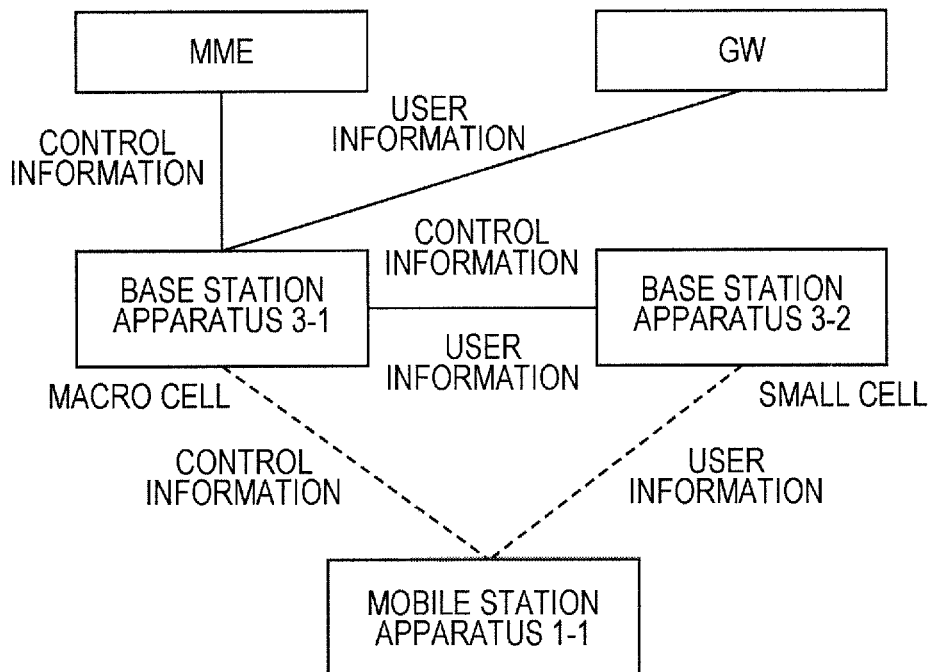 MME
GW
USER
INFORMATION
CONTROL
INFORMATION
CONTROL
INFORMATION
BASE STATION
APPARATUS 3-1
BASE STATION
APPARATUS 3-2
USER
INFORMATION
MACRO CELL
SMALL CELL
CONTROL
INFORMATION
USER
INFORMATION
MOBILE STATION
APPARATUS 1-1